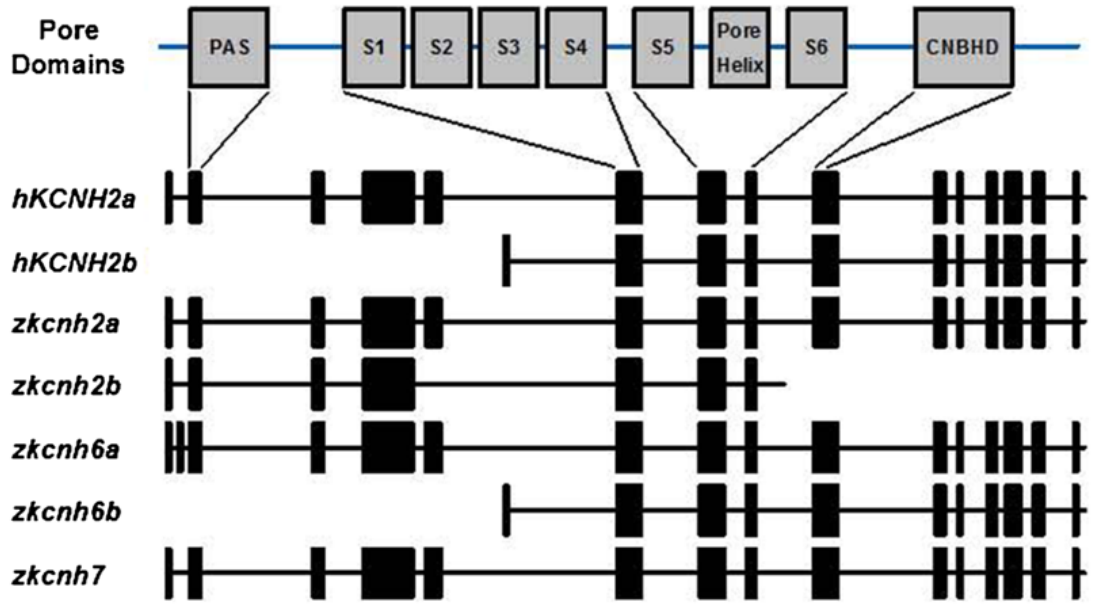 Pore
Domains
PAS
S1
S2
S3
S4
S5
Pore
Helix
S6
CNBHD
hKCNH2a
hKCNH2b
zkcnh2a
zkcnh2b
zkcnh6a
zkcnh6b
zkcnh7